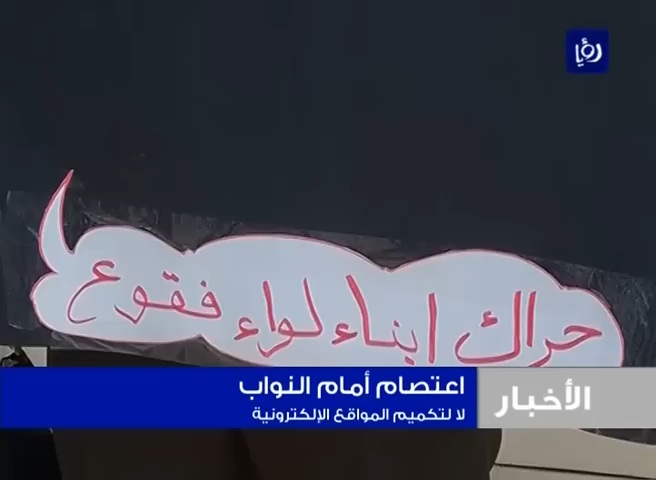 رؤيا
حراك ابناء لواء فقوع
الأخبار
اعتصام أمام النواب
لا لتكميم المواقع الإلكترونية